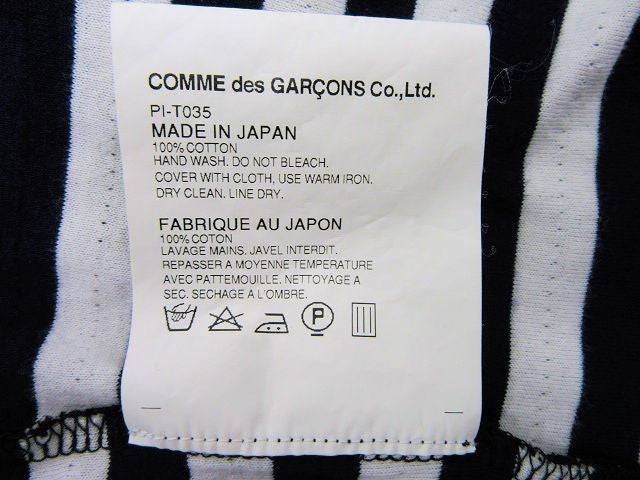 COMME des GARÇONS Co.,Ltd.
PI-T035
MADE IN JAPAN
100% COTTON
HAND WASH. DO NOT BLEACH.
COVER WITH CLOTH, USE WARM IRON.
DRY CLEAN. LINE DRY.
FABRIQUE AU JAPON
100% COTON
LAVAGE MAINS. JAVEL INTERDIT.
REPASSER A MOYENNE TEMPERATURE
AVEC PATTEMOUILLE. NETTOYAGE A
SEC. SECHAGE A L'OMBRE.
P